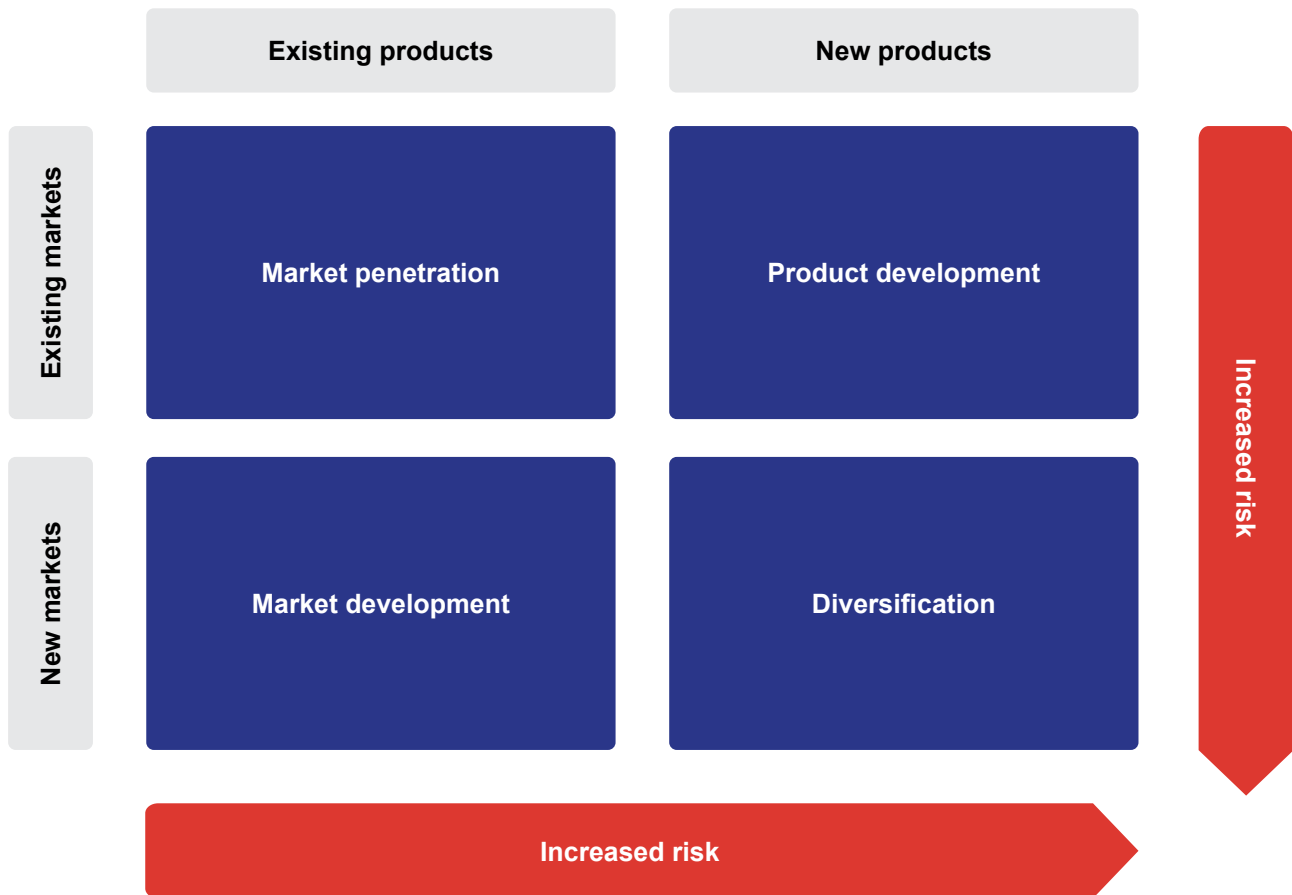 Existing products
New products
Existing markets
Market penetration
Product development
Increased risk
New markets
Market development
Diversification
Increased risk